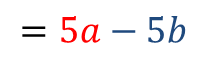 = 5a − 5b